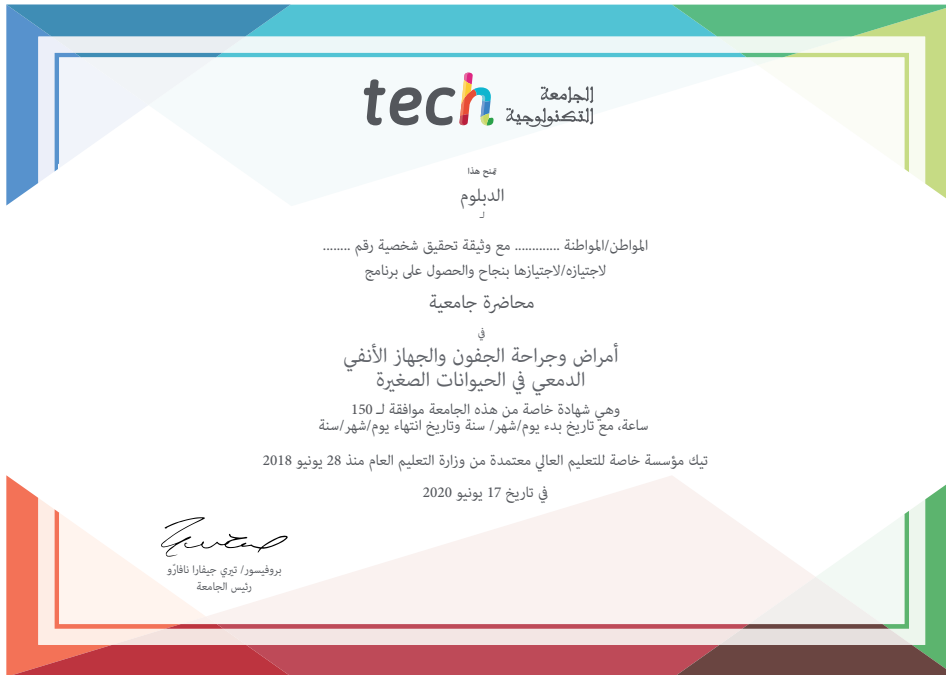 tech الجامعة
التكنولوجية
يمنح هذا
الدبلوم
لـ
المواطن/المواطنة ............ مع وثيقة تحقيق شخصية رقم ........
لاجتيازه/لاجتيازها بنجاح والحصول على برنامج
محاضرة جامعية
في
أمراض وجراحة الجفون والجهاز الأنفي
الدمعي في الحيوانات الصغيرة
وهي شهادة خاصة من هذه الجامعة موافقة لـ 150
ساعة، مع تاريخ بدء يوم/شهر/ سنة وتاريخ انتهاء يوم/شهر/سنة
تيك مؤسسة خاصة للتعليم العالي معتمدة من وزارة التعليم العام منذ 28 يونيو 2018
في تاريخ 17 يونيو 2020
بروفيسور/ تيري جيفارا نافارّو
رئيس الجامعة